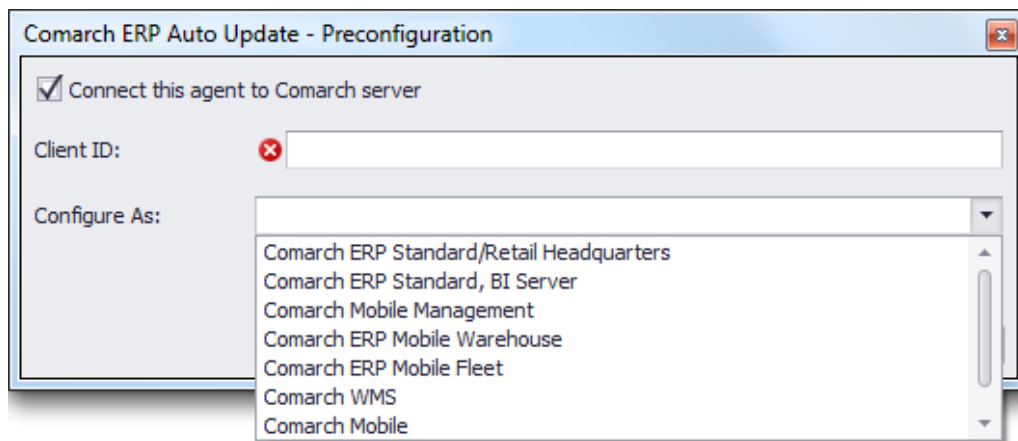 Comarch ERP Auto Update - Preconfiguration
Connect this agent to Comarch server
Client ID:
Configure As:
Comarch ERP Standard/Retail Headquarters
Comarch ERP Standard, BI Server
Comarch Mobile Management
Comarch ERP Mobile Warehouse
Comarch ERP Mobile Fleet
Comarch WMS
Comarch Mobile